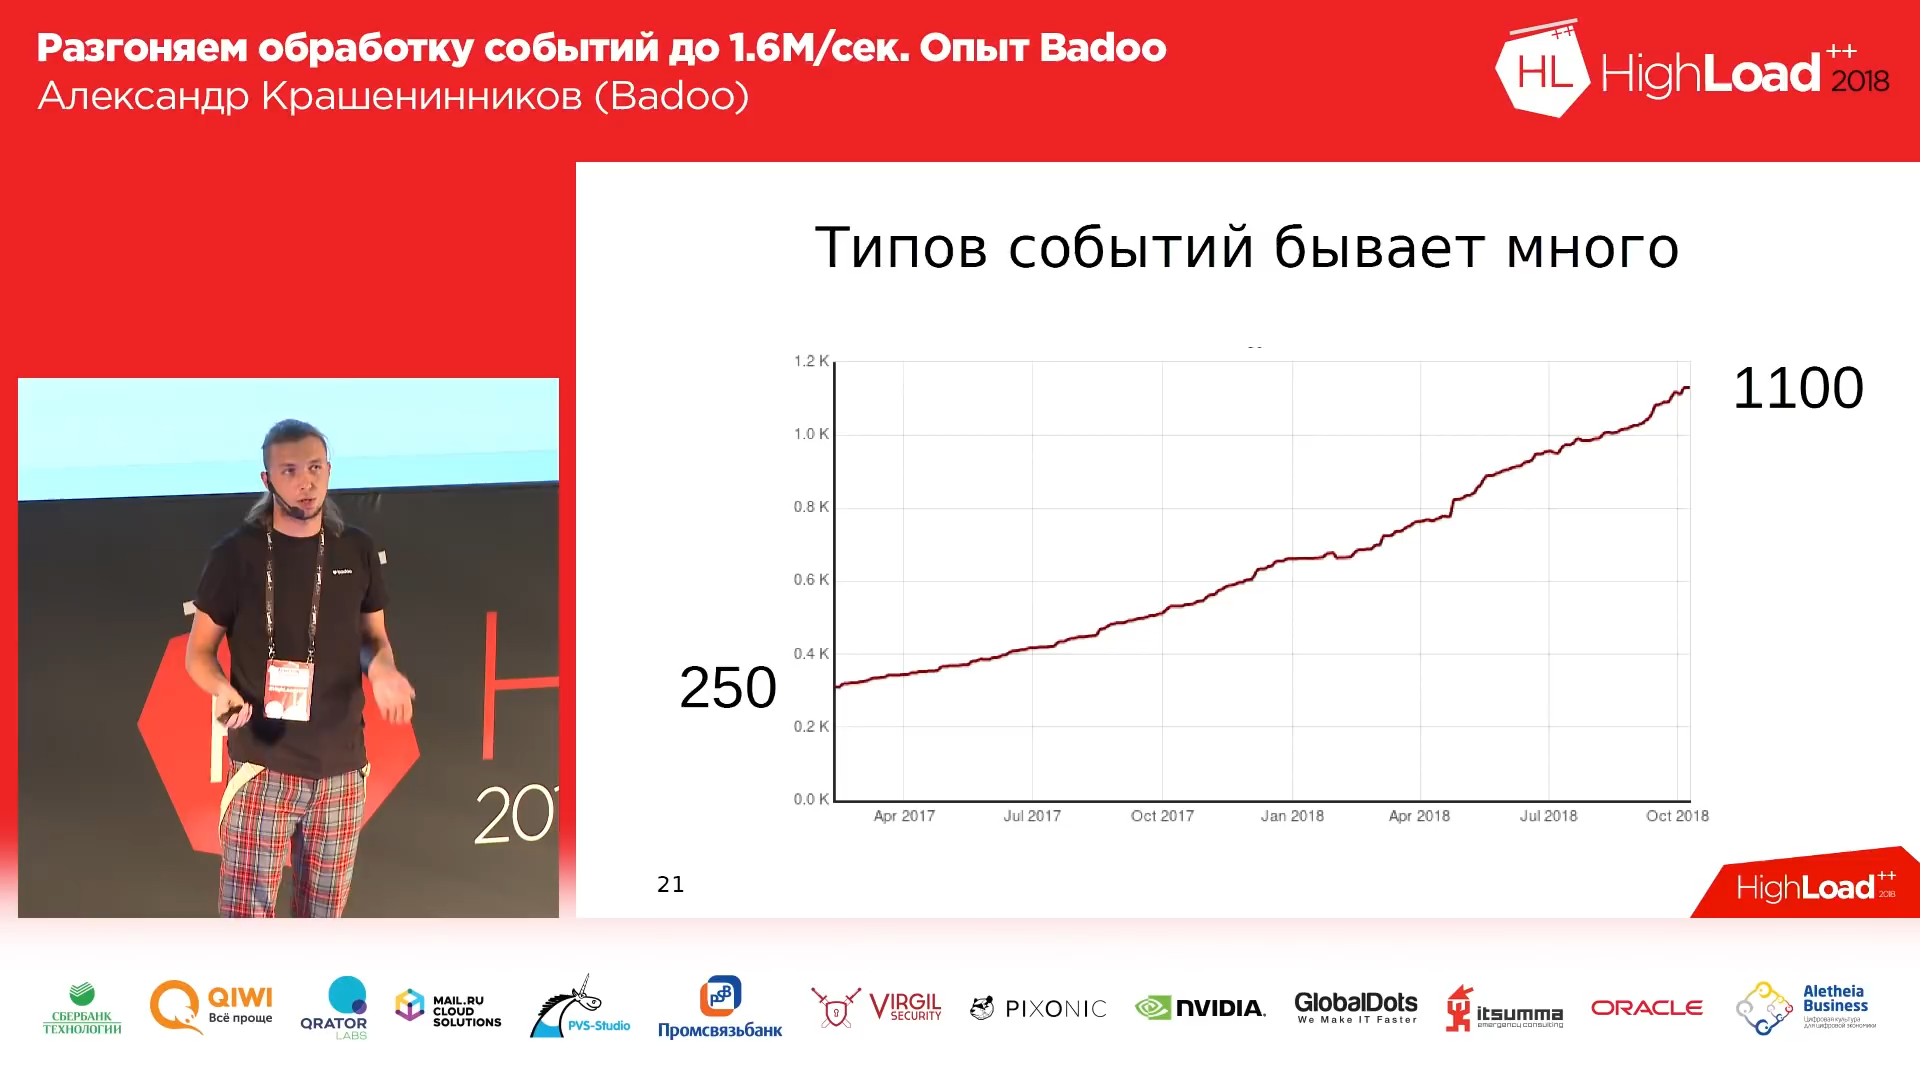 Разгоняем обработку событий до 1.6М/сек. Опыт Badoo
Александр Крашенинников (Badoo)
HL ++
HighLoad++ 2018
Типов событий бывает много
1.2 K
1.0 K
0.8 K
0.6 K
0.4 K
0.2 K
0.0 K
250
1100
Apr 2017
Jul 2017
Oct 2017
Jan 2018
Apr 2018
Jul 2018
Oct 2018
21
HighLoad++ 2018
badoo
H
201
СБЕРБАНК
ТЕХНОЛОГИИ
QIWI
Всё проще
QRATOR
LABS
MAIL.RU
CLOUD
SOLUTIONS
PVS-Studio
PSB
Промсвязьбанк
VIRGIL
SECURITY
PIXONIC
NVIDIA.
GlobalDots
We Make IT Faster
itsumma
emergency consulting
ORACLE
Aletheia
Business
Цифровая культура
для цифровой экономики